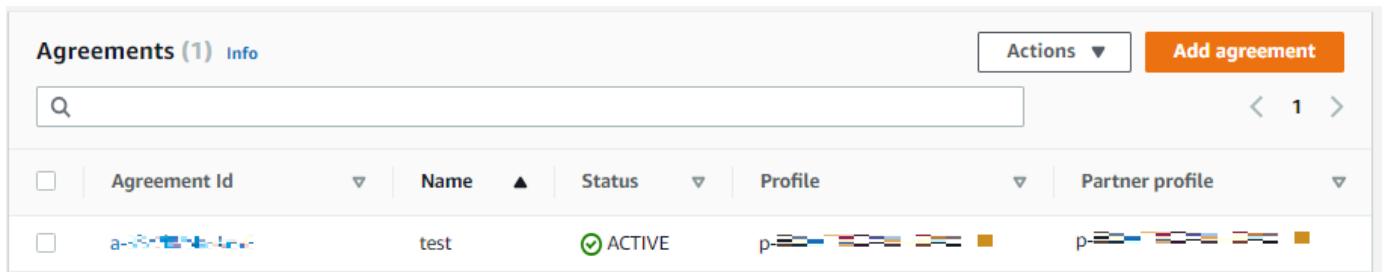 Agreements (1) Info
Actions
Add agreement
1
Agreement Id Name Status Profile Partner profile
test ACTIVE